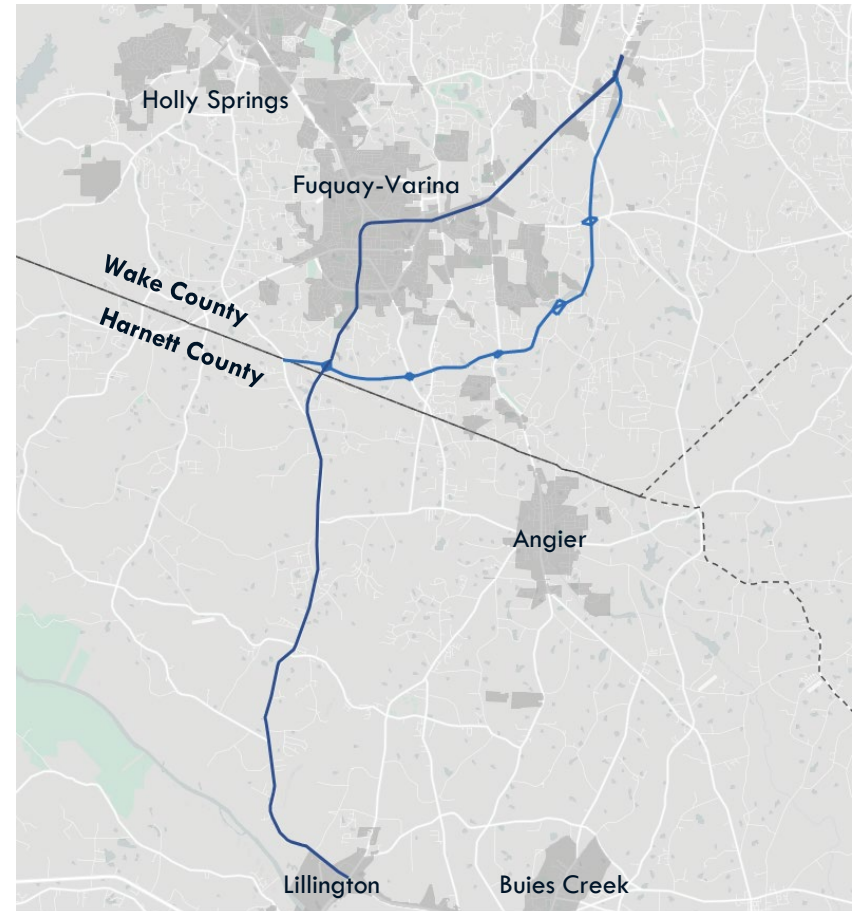 Holly Springs
Fuquay-Varina
Wake County
Harnett County
Angier
Lillington
Buies Creek